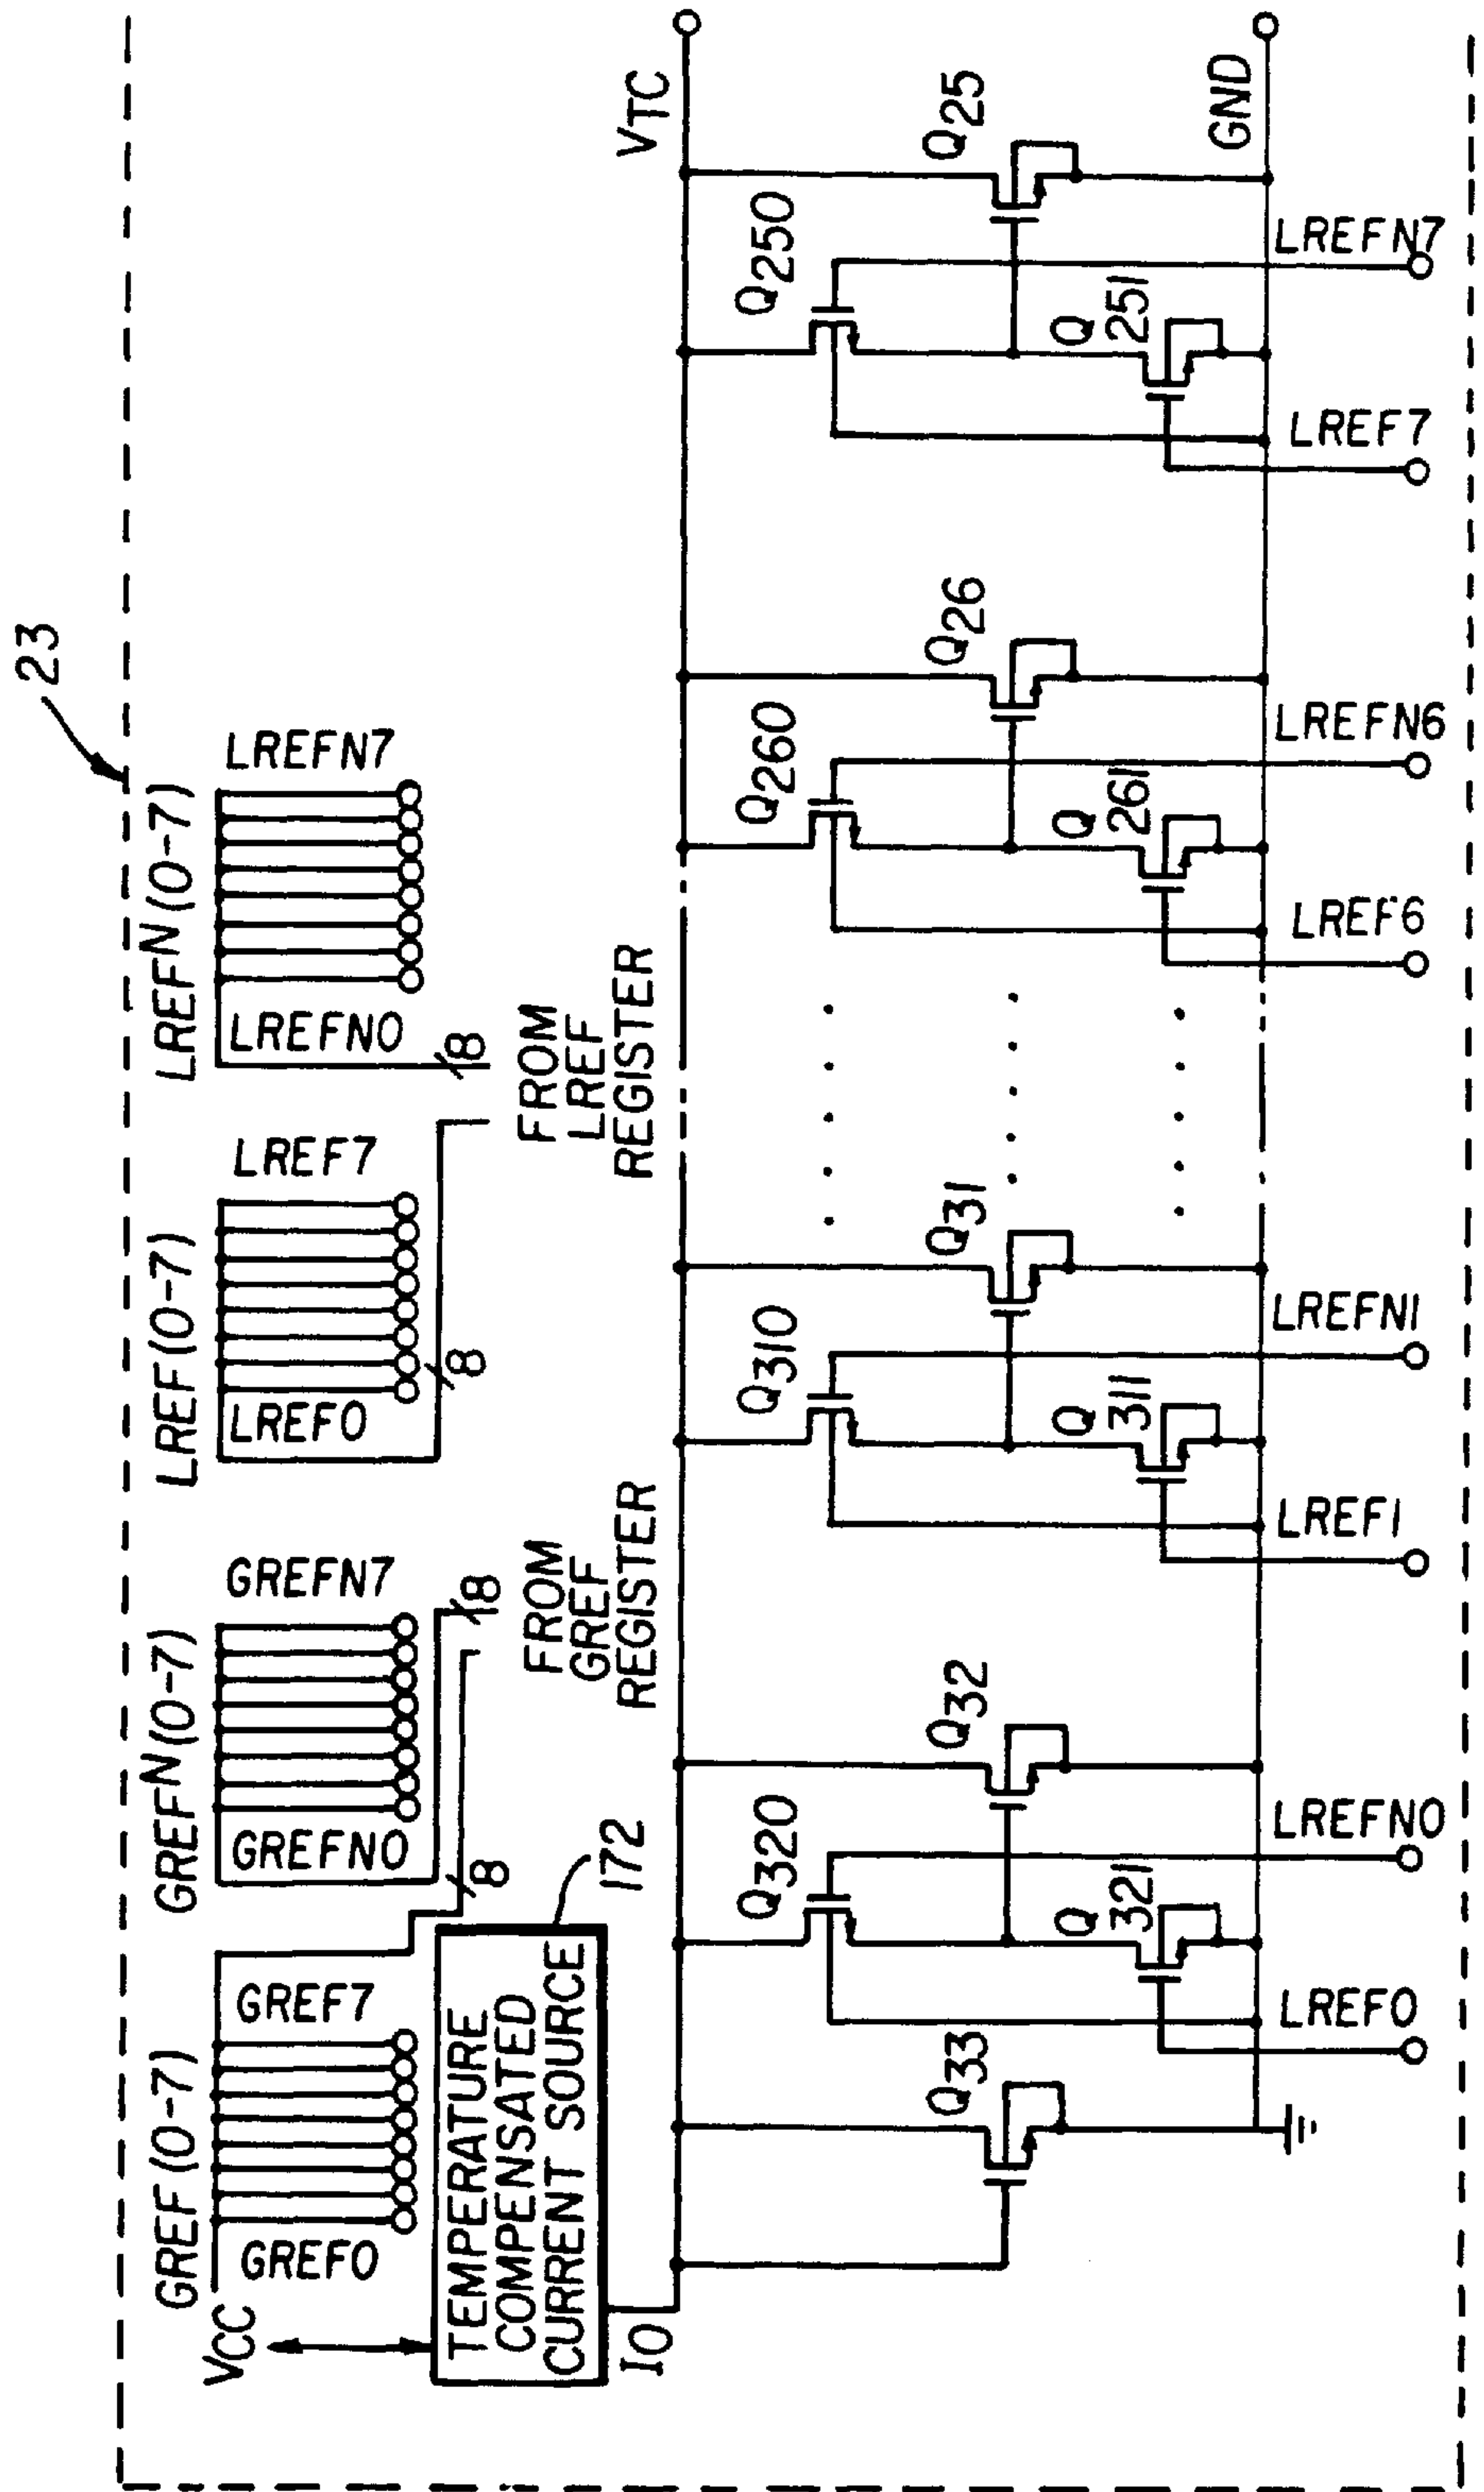 23
GREF (0-7)
GREFN (0-7)
LREF (0-7)
LREFN (0-7)
VCC
GREF0
GREF7
GREFN0
GREFN7
LREF0
LREF7
LREFN0
LREFN7
8
8
8
8
TEMPERATURE
COMPENSATED
CURRENT SOURCE
172
FROM
GREF
REGISTER
FROM
LREF
REGISTER
IO
VTC
Q320
Q310
Q260
Q250
Q33
Q32
Q31
Q26
Q25
Q
321
Q
311
Q
261
Q
251
GND
LREF0
LREFN0
LREF1
LREFN1
LREF6
LREFN6
LREF7
LREFN7